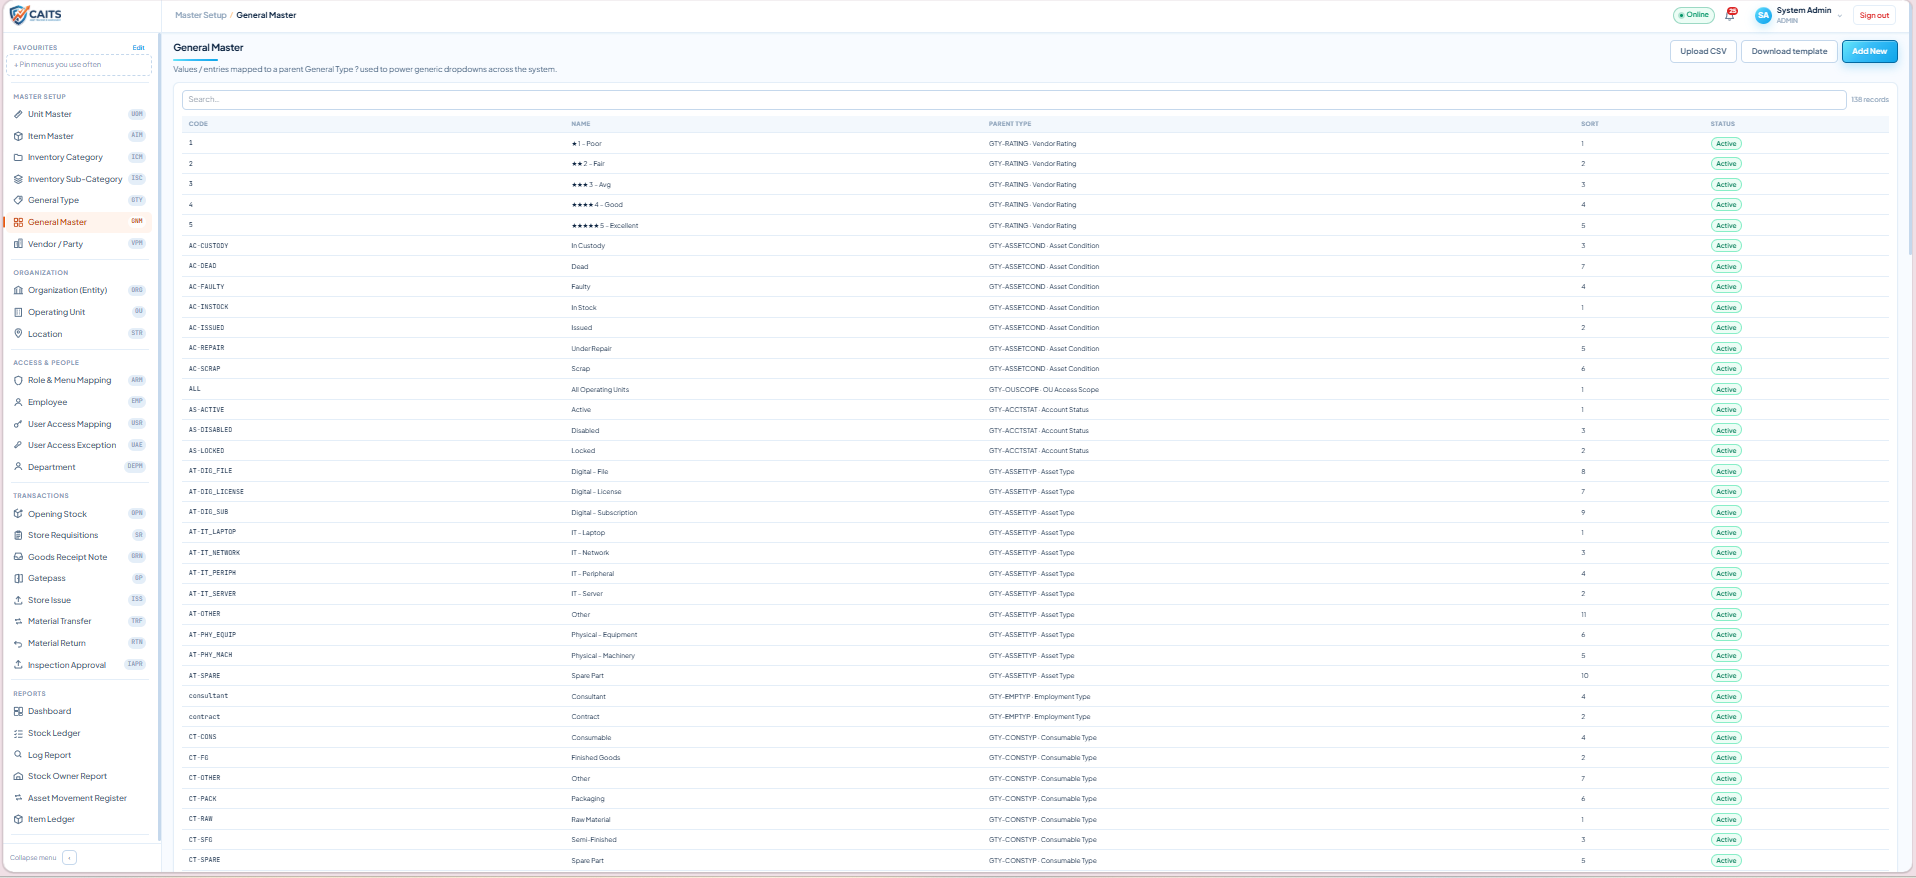 CAITS
Master Setup / General Master
Online
25
SA
System Admin
ADMIN
Sign out
FAVOURITES Edit
+ Pin menus you use often
MASTER SETUP
Unit Master UOM
Item Master AIM
Inventory Category ICM
Inventory Sub-Category ISC
General Type GTY
General Master GNM
Vendor / Party VPM
ORGANIZATION
Organization (Entity) ORG
Operating Unit OU
Location STR
ACCESS & PEOPLE
Role & Menu Mapping ARM
Employee EMP
User Access Mapping USR
User Access Exception UAE
Department DEPM
TRANSACTIONS
Opening Stock OPN
Store Requisitions SR
Goods Receipt Note GRN
Gatepass GP
Store Issue ISS
Material Transfer TRF
Material Return RTN
Inspection Approval IAPR
REPORTS
Dashboard
Stock Ledger
Log Report
Stock Owner Report
Asset Movement Register
Item Ledger
Collapse menu
General Master
Values / entries mapped to a parent General Type ? used to power generic dropdowns across the system.
Upload CSV
Download template
Add New
Search...
138 records
CODE NAME PARENT TYPE SORT STATUS
1 ★ 1 - Poor GTY-RATING · Vendor Rating 1 Active
2 ★★ 2 - Fair GTY-RATING · Vendor Rating 2 Active
3 ★★★ 3 - Avg GTY-RATING · Vendor Rating 3 Active
4 ★★★★ 4 - Good GTY-RATING · Vendor Rating 4 Active
5 ★★★★★ 5 - Excellent GTY-RATING · Vendor Rating 5 Active
AC-CUSTODY In Custody GTY-ASSETCOND · Asset Condition 3 Active
AC-DEAD Dead GTY-ASSETCOND · Asset Condition 7 Active
AC-FAULTY Faulty GTY-ASSETCOND · Asset Condition 4 Active
AC-INSTOCK In Stock GTY-ASSETCOND · Asset Condition 1 Active
AC-ISSUED Issued GTY-ASSETCOND · Asset Condition 2 Active
AC-REPAIR Under Repair GTY-ASSETCOND · Asset Condition 5 Active
AC-SCRAP Scrap GTY-ASSETCOND · Asset Condition 6 Active
ALL All Operating Units GTY-OUSCOPE · OU Access Scope 1 Active
AS-ACTIVE Active GTY-ACCTSTAT · Account Status 1 Active
AS-DISABLED Disabled GTY-ACCTSTAT · Account Status 3 Active
AS-LOCKED Locked GTY-ACCTSTAT · Account Status 2 Active
AT-DIG_FILE Digital - File GTY-ASSETTYP · Asset Type 8 Active
AT-DIG_LICENSE Digital - License GTY-ASSETTYP · Asset Type 7 Active
AT-DIG_SUB Digital - Subscription GTY-ASSETTYP · Asset Type 9 Active
AT-IT_LAPTOP IT - Laptop GTY-ASSETTYP · Asset Type 1 Active
AT-IT_NETWORK IT - Network GTY-ASSETTYP · Asset Type 3 Active
AT-IT_PERIPH IT - Peripheral GTY-ASSETTYP · Asset Type 4 Active
AT-IT_SERVER IT - Server GTY-ASSETTYP · Asset Type 2 Active
AT-OTHER Other GTY-ASSETTYP · Asset Type 11 Active
AT-PHY_EQUIP Physical - Equipment GTY-ASSETTYP · Asset Type 6 Active
AT-PHY_MACH Physical - Machinery GTY-ASSETTYP · Asset Type 5 Active
AT-SPARE Spare Part GTY-ASSETTYP · Asset Type 10 Active
consultant Consultant GTY-EMPTYP · Employment Type 4 Active
contract Contract GTY-EMPTYP · Employment Type 2 Active
CT-CONS Consumable GTY-CONSTYP · Consumable Type 4 Active
CT-FG Finished Goods GTY-CONSTYP · Consumable Type 2 Active
CT-OTHER Other GTY-CONSTYP · Consumable Type 7 Active
CT-PACK Packaging GTY-CONSTYP · Consumable Type 6 Active
CT-RAW Raw Material GTY-CONSTYP · Consumable Type 1 Active
CT-SFG Semi-Finished GTY-CONSTYP · Consumable Type 3 Active
CT-SPARE Spare Part GTY-CONSTYP · Consumable Type 5 Active